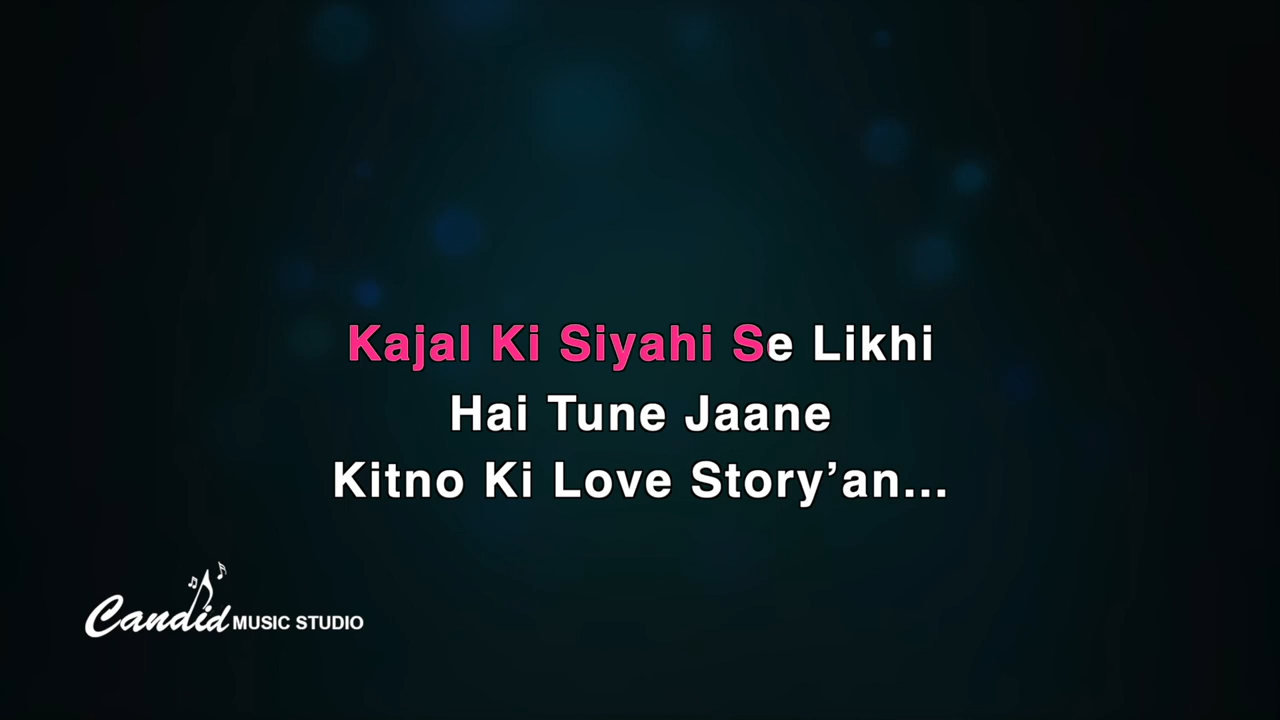 Kajal Ki Siyahi Se Likhi
Hai Tune Jaane
Kitno Ki Love Story’an...
Candid MUSIC STUDIO